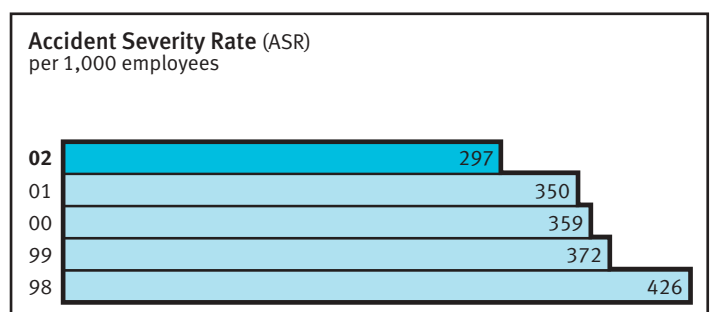 Accident Severity Rate (ASR)
per 1,000 employees
02 297
01 350
00 359
99 372
98 426